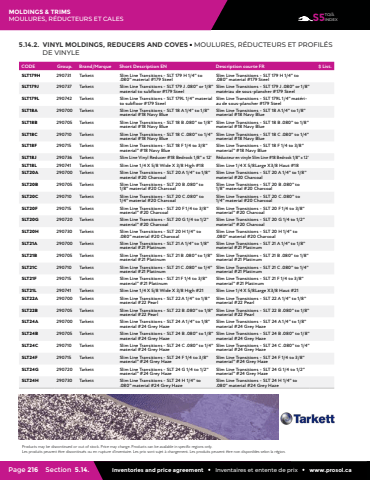 MOLDINGS & TRIMS
MOULURES, RÉDUCTEURS ET CALES
5.14.2. VINYL MOLDINGS, REDUCERS AND COVES • MOULURES, RÉDUCTEURS ET PROFILÉS
DE VINYLE
CODE Group. Brand/Marque Short Description EN Description courte FR $ List.
SLT179H 290731 Tarkett Slim Line Transitions - SLT 179 H 1/4" to Slim Line Transitions - SLT 179 H 1/4" to
.080" material #179 Steel .080" material #179 Steel
SLT179J 290737 Tarkett Slim Line Transitions - SLT 179 J .080" or 1/8" Slim Line Transitions - SLT 179 J .080" or 1/8"
material to subfloor #179 Steel matériau de sous-plancher #179 Steel
SLT179L 290742 Tarkett Slim Line Transitions - SLT 179L 1/4" material Slim Line Transitions - SLT 179L 1/4" matéri-
to subfloor #179 Steel au de sous-plancher #179 Steel
SLT18A 290700 Tarkett Slim Line Transitions - SLT 18 A 1/4" to 1/8" Slim Line Transitions - SLT 18 A 1/4" to 1/8"
material #18 Navy Blue material #18 Navy Blue
SLT18B 290705 Tarkett Slim Line Transitions - SLT 18 B .080" to 1/8" Slim Line Transitions - SLT 18 B .080" to 1/8"
material #18 Navy Blue material #18 Navy Blue
SLT18C 290710 Tarkett Slim Line Transitions - SLT 18 C .080" to 1/4" Slim Line Transitions - SLT 18 C .080" to 1/4"
material #18 Navy Blue material #18 Navy Blue
SLT18F 290715 Tarkett Slim Line Transitions - SLT 18 F 1/4 to 3/8" Slim Line Transitions - SLT 18 F 1/4 to 3/8"
material" #18 Navy Blue material" #18 Navy Blue
SLT18J 290736 Tarkett Slim Line Vinyl Reducer #18 Bedrock 1/8" x 12' Réducteur en vinyle Slim Line #18 Bedrock 1/8" x 12'
SLT18L 290741 Tarkett Slim Line 1/4 X 5/8 Wide X 3/8 High #18 Slim Line 1/4 X 5/8Large X3/8 Haut #18
SLT20A 290700 Tarkett Slim Line Transitions - SLT 20 A 1/4" to 1/8" Slim Line Transitions - SLT 20 A 1/4" to 1/8"
material #20 Charcoal material #20 Charcoal
SLT20B 290705 Tarkett Slim Line Transitions - SLT 20 B .080" to Slim Line Transitions - SLT 20 B .080" to
1/8" material #20 Charcoal 1/8" material #20 Charcoal
SLT20C 290710 Tarkett Slim Line Transitions - SLT 20 C .080" to Slim Line Transitions - SLT 20 C .080" to
1/4" material #20 Charcoal 1/4" material #20 Charcoal
SLT20F 290715 Tarkett Slim Line Transitions - SLT 20 F 1/4 to 3/8" Slim Line Transitions - SLT 20 F 1/4 to 3/8"
material" #20 Charcoal material" #20 Charcoal
SLT20G 290720 Tarkett Slim Line Transitions - SLT 20 G 1/4 to 1/2" Slim Line Transitions - SLT 20 G 1/4 to 1/2"
material" #20 Charcoal material" #20 Charcoal
SLT20H 290730 Tarkett Slim Line Transitions - SLT 20 H 1/4" to Slim Line Transitions - SLT 20 H 1/4" to
.080" material #20 Charcoal .080" material #20 Charcoal
SLT21A 290700 Tarkett Slim Line Transitions - SLT 21 A 1/4" to 1/8" Slim Line Transitions - SLT 21 A 1/4" to 1/8"
material #21 Platinum material #21 Platinum
SLT21B 290705 Tarkett Slim Line Transitions - SLT 21 B .080" to 1/8" Slim Line Transitions - SLT 21 B .080" to 1/8"
material #21 Platinum material #21 Platinum
SLT21C 290710 Tarkett Slim Line Transitions - SLT 21 C .080" to 1/4" Slim Line Transitions - SLT 21 C .080" to 1/4"
material #21 Platinum material #21 Platinum
SLT21F 290715 Tarkett Slim Line Transitions - SLT 21 F 1/4 to 3/8" Slim Line Transitions - SLT 21 F 1/4 to 3/8"
material" #21 Platinum material" #21 Platinum
SLT21L 290741 Tarkett Slim Line 1/4 X 5/8 Wide X 3/8 High #21 Slim Line 1/4 X 5/8Large X3/8 Haut #21
SLT22A 290700 Tarkett Slim Line Transitions - SLT 22 A 1/4" to 1/8" Slim Line Transitions - SLT 22 A 1/4" to 1/8"
material #22 Pearl material #22 Pearl
SLT22B 290705 Tarkett Slim Line Transitions - SLT 22 B .080" to 1/8" Slim Line Transitions - SLT 22 B .080" to 1/8"
material #22 Pearl material #22 Pearl
SLT24A 290700 Tarkett Slim Line Transitions - SLT 24 A 1/4" to 1/8" Slim Line Transitions - SLT 24 A 1/4" to 1/8"
material #24 Grey Haze material #24 Grey Haze
SLT24B 290705 Tarkett Slim Line Transitions - SLT 24 B .080" to 1/8" Slim Line Transitions - SLT 24 B .080" to 1/8"
material #24 Grey Haze material #24 Grey Haze
SLT24C 290710 Tarkett Slim Line Transitions - SLT 24 C .080" to 1/4" Slim Line Transitions - SLT 24 C .080" to 1/4"
material #24 Grey Haze material #24 Grey Haze
SLT24F 290715 Tarkett Slim Line Transitions - SLT 24 F 1/4 to 3/8" Slim Line Transitions - SLT 24 F 1/4 to 3/8"
material" #24 Grey Haze material" #24 Grey Haze
SLT24G 290720 Tarkett Slim Line Transitions - SLT 24 G 1/4 to 1/2" Slim Line Transitions - SLT 24 G 1/4 to 1/2"
material" #24 Grey Haze material" #24 Grey Haze
SLT24H 290730 Tarkett Slim Line Transitions - SLT 24 H 1/4" to Slim Line Transitions - SLT 24 H 1/4" to
.080" material #24 Grey Haze .080" material #24 Grey Haze
Tarkett
Products may be discontinued or out of stock. Price may change. Products can be available in specific regions only.
Les produits peuvent être discontinués ou en rupture d'inventaire. Les prix sont sujet à changement. Les produits peuvent être non disponibles selon la région.
Page 216 Section 5.14. Inventories and price agreement • Inventaires et entente de prix • www.prosol.ca